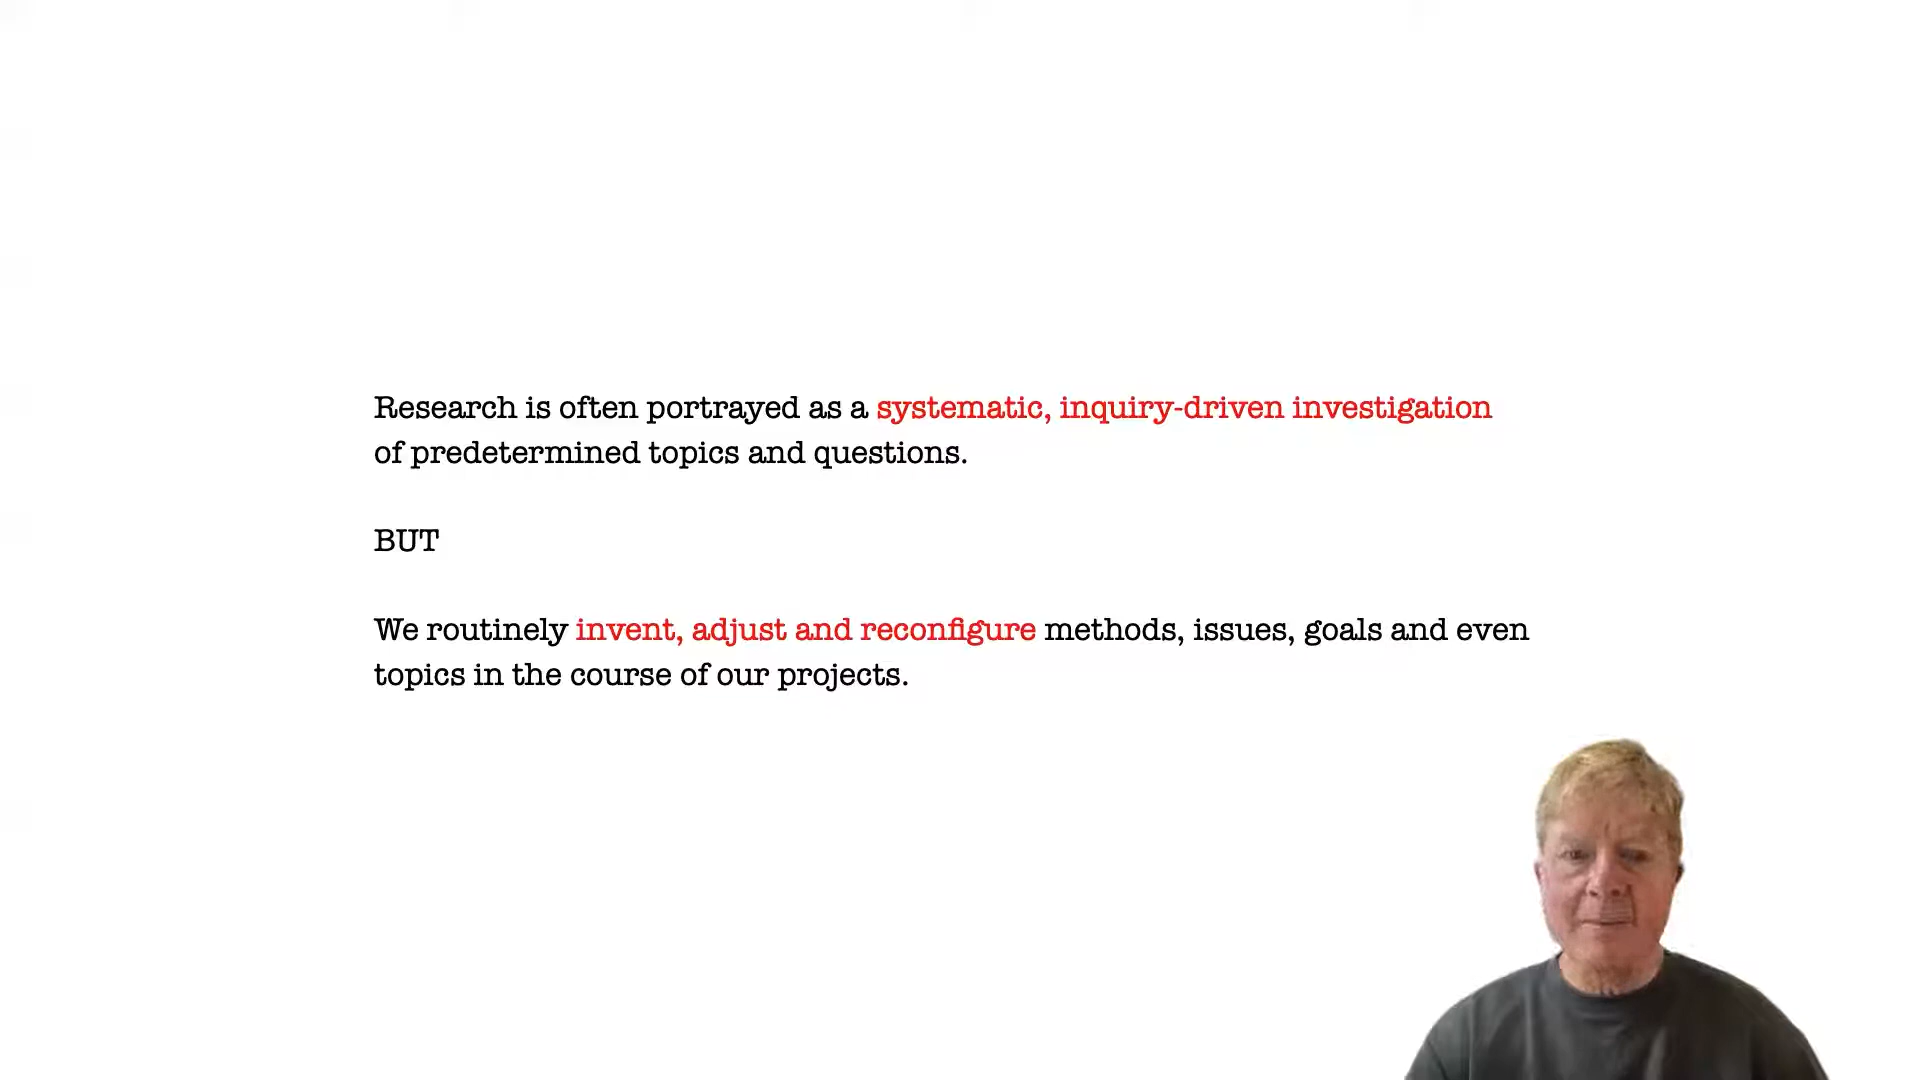 Research is often portrayed as a systematic, inquiry-driven investigation
of predetermined topics and questions.
BUT
We routinely invent, adjust and reconfigure methods, issues, goals and even
topics in the course of our projects.